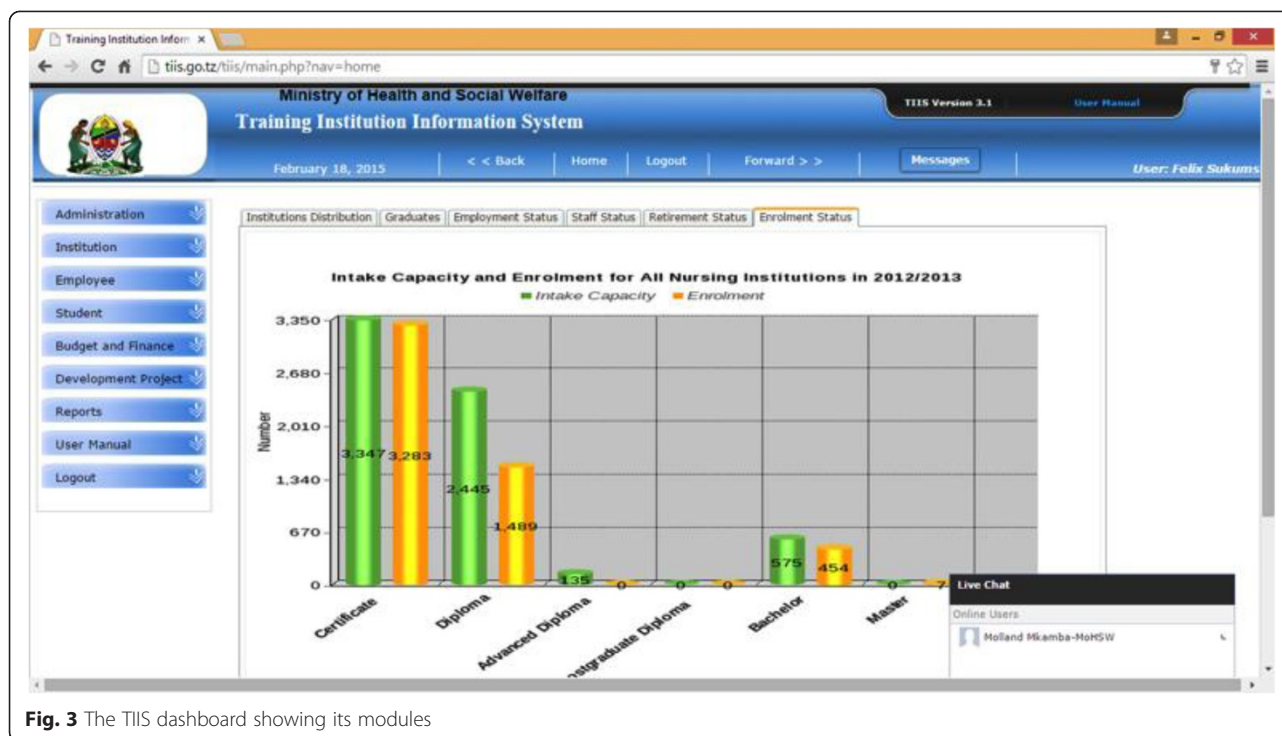 Training Institution Inform ×
tiis.go.tz/tiis/main.php?nav=home
Ministry of Health and Social Welfare
Training Institution Information System
TIIS Version 3.1 User Manual
February 18, 2015 < < Back Home Logout Forward > > Messages User: Felix Sukums
Administration
Institution
Employee
Student
Budget and Finance
Development Project
Reports
User Manual
Logout
Institutions Distribution Graduates Employment Status Staff Status Retirement Status Enrolment Status
Intake Capacity and Enrolment for All Nursing Institutions in 2012/2013
Intake Capacity Enrolment
Number
3,350
2,680
2,010
1,340
670
0
3,347 3,283
2,445 1,489
135 0
0 0
575 454
0 7
Certificate
Diploma
Advanced Diploma
ostgraduate Diploma
Bachelor
Master
Live Chat
Online Users
Molland Mkamba-MoHSW
Fig. 3 The TIIS dashboard showing its modules